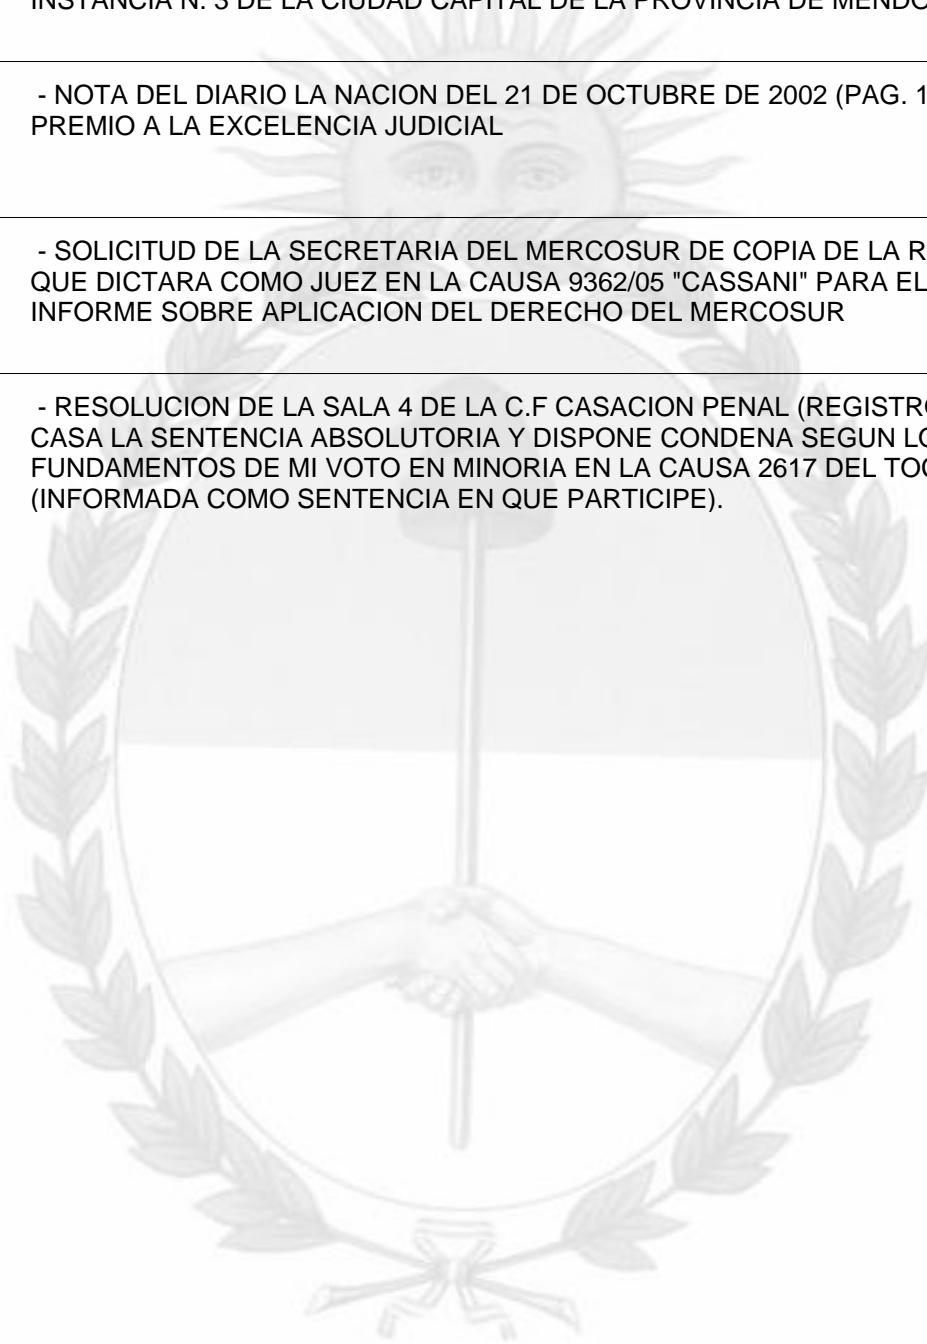 INSTANCIA N. 3 DE LA CIUDAD CAPITAL DE LA PROVINCIA DE
- NOTA DEL DIARIO LA NACION DEL 21 DE OCTUBRE DE 2002 (PAG. 1
PREMIO A LA EXCELENCIA JUDICIAL
- SOLICITUD DE LA SECRETARIA DEL MERCOSUR DE COPIA DE LA R
QUE DICTARA COMO JUEZ EN LA CAUSA 9362/05 "CASSANI" PARA EL
INFORME SOBRE APLICACION DEL DERECHO DEL MERCOSUR
- RESOLUCION DE LA SALA 4 DE LA C.F CASACION PENAL (REGISTR
CASA LA SENTENCIA ABSOLUTORIA Y DISPONE CONDENA SEGUN LO
FUNDAMENTOS DE MI VOTO EN MINORIA EN LA CAUSA 2617 DEL TO
(INFORMADA COMO SENTENCIA EN QUE PARTICIPE).